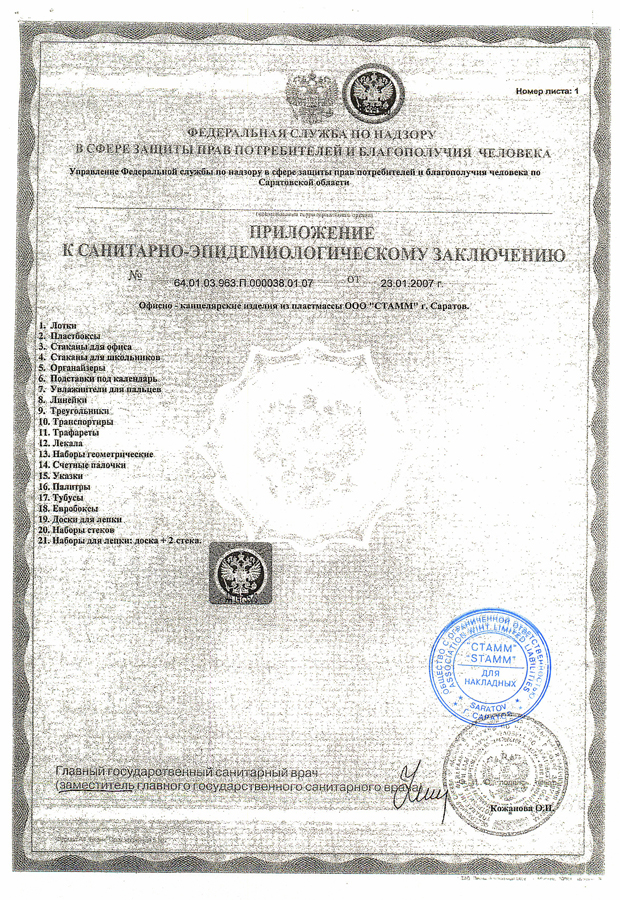 Номер листа: 1
ФЕДЕРАЛЬНАЯ СЛУЖБА ПО НАДЗОРУ
В СФЕРЕ ЗАЩИТЫ ПРАВ ПОТРЕБИТЕЛЕЙ И БЛАГОПОЛУЧИЯ ЧЕЛОВЕКА
Управление Федеральной службы по надзору в сфере защиты прав потребителей и благополучия человека по
Саратовской области
(наименование территориального органа)
ПРИЛОЖЕНИЕ
К САНИТАРНО-ЭПИДЕМИОЛОГИЧЕСКОМУ ЗАКЛЮЧЕНИЮ
№ 64.01.03.963.П.000038.01.07 ОТ 23.01.2007 г.
Офисно - канцелярские изделия из пластмассы ООО "СТАММ" г. Саратов.
1. Лотки
2. Пластбоксы
3. Стаканы для офиса
4. Стаканы для школьников
5. Органайзеры
6. Подставки под календарь
7. Увлажнители для пальцев
8. Линейки
9. Треугольники
10. Транспортиры
11. Трафареты
12. Лекала
13. Наборы геометрические
14. Счетные палочки
15. Указки
16. Палитры
17. Тубусы
18. Евробоксы
19. Доски для лепки
20. Наборы стеков
21. Наборы для лепки: доска + 2 стека.
ОБЩЕСТВО С ОГРАНИЧЕННОЙ ОТВЕТСТВЕННОСТЬЮ
ASSOCIATION WIHT LIMITED LIABILITIES
"СТАММ"
"STAMM"
ДЛЯ
НАКЛАДНЫХ
SARATOV
Г. САРАТОВ
Главный государственный санитарный врач
(заместитель главного государственного санитарного врача)
Кожанова О.И.